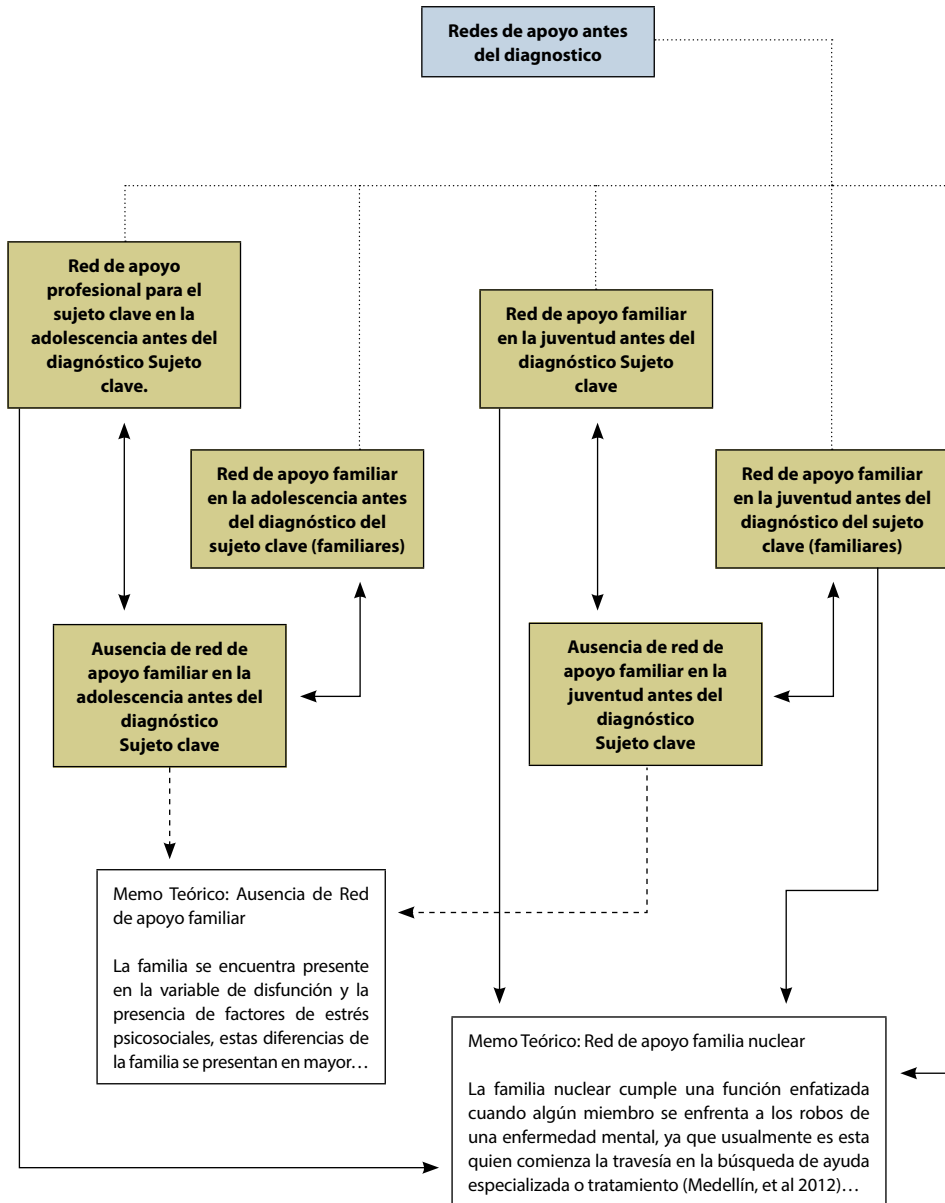 Redes de apoyo antes
del diagnostico
Red de apoyo
profesional para el
sujeto clave en la
adolescencia antes del
diagnóstico Sujeto
clave.
Red de apoyo familiar
en la juventud antes del
diagnóstico Sujeto
clave
Red de apoyo familiar
en la adolescencia antes
del diagnóstico del
sujeto clave (familiares)
Red de apoyo familiar
en la juventud antes del
diagnóstico del sujeto
clave (familiares)
Ausencia de red de
apoyo familiar en la
adolescencia antes del
diagnóstico
Sujeto clave
Ausencia de red de
apoyo familiar en la
juventud antes del
diagnóstico
Sujeto clave
Memo Teórico: Ausencia de Red
de apoyo familiar
La familia se encuentra presente
en la variable de disfunción y la
presencia de factores de estrés
psicosociales, estas diferencias de
la familia se presentan en mayor…
Memo Teórico: Red de apoyo familia nuclear
La familia nuclear cumple una función enfatizada
cuando algún miembro se enfrenta a los robos de
una enfermedad mental, ya que usualmente es esta
quien comienza la travesía en la búsqueda de ayuda
especializada o tratamiento (Medellín, et al 2012)…